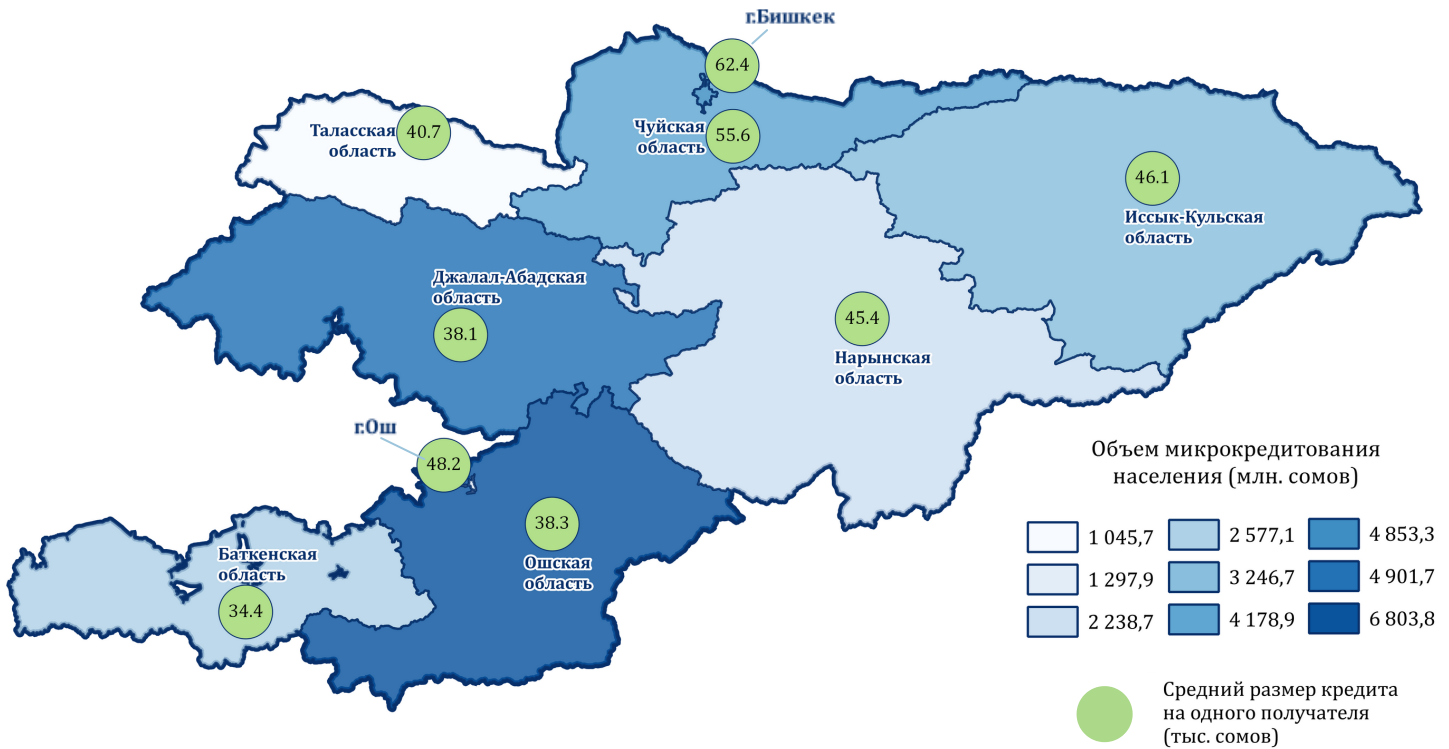 г.Бишкек
62.4
Таласская
область
40.7
Чуйская
область
55.6
46.1
Иссык-Кульская
область
Джалал-Абадская
область
38.1
45.4
Нарынская
область
г.Ош
48.2
38.3
Ошская
область
Баткенская
область
34.4
Объем микрокредитования
населения (млн. сомов)
1 045,7
1 297,9
2 238,7
2 577,1
3 246,7
4 178,9
4 853,3
4 901,7
6 803,8
Средний размер кредита
на одного получателя
(тыс. сомов)